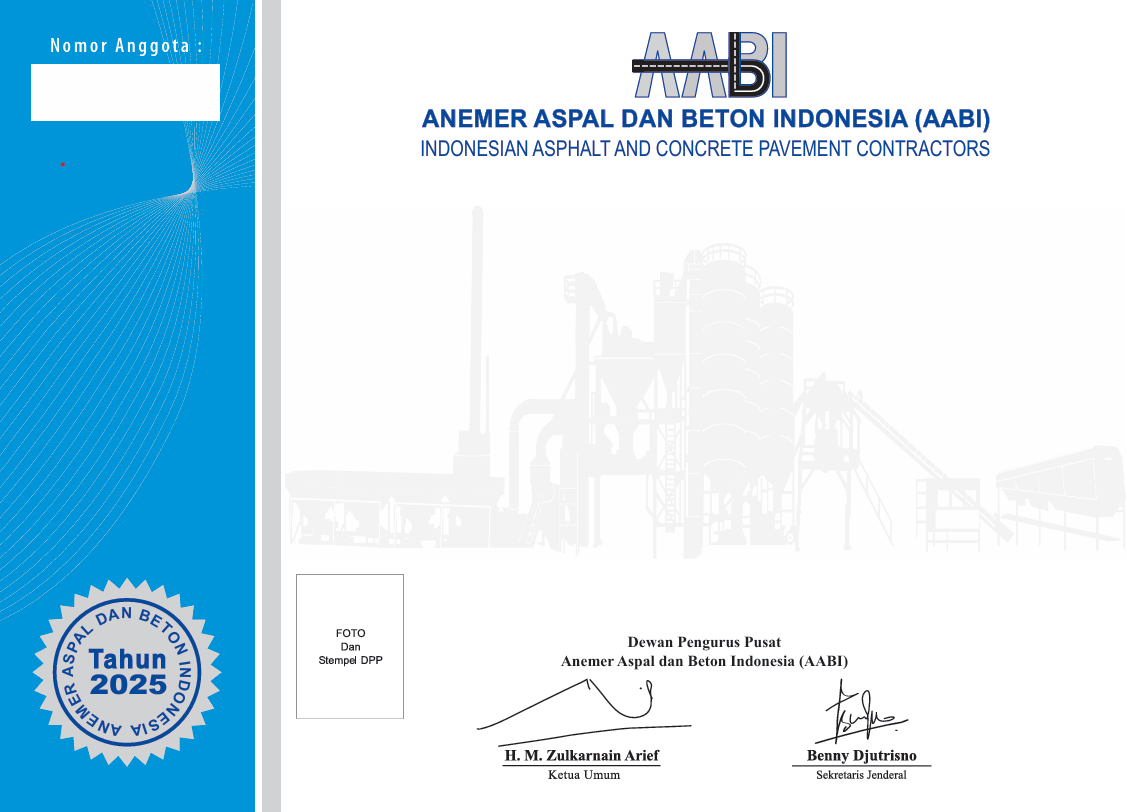 Nomor Anggota :
AABI
ANEMER ASPAL DAN BETON INDONESIA (AABI)
INDONESIAN ASPHALT AND CONCRETE PAVEMENT CONTRACTORS
FOTO
Dan
Stempel DPP
Dewan Pengurus Pusat
Anemer Aspal dan Beton Indonesia (AABI)
H. M. Zulkarnain Arief
Ketua Umum
Benny Djutrisno
Sekretaris Jenderal
ANEMER ASPAL DAN BETON INDONESIA
Tahun
2025